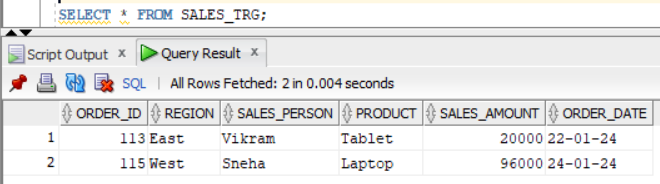 SELECT * FROM SALES_TRG;
Script Output x Query Result x
SQL | All Rows Fetched: 2 in 0.004 seconds
ORDER_ID REGION SALES_PERSON PRODUCT SALES_AMOUNT ORDER_DATE
1 113 East Vikram Tablet 20000 22-01-24
2 115 West Sneha Laptop 96000 24-01-24